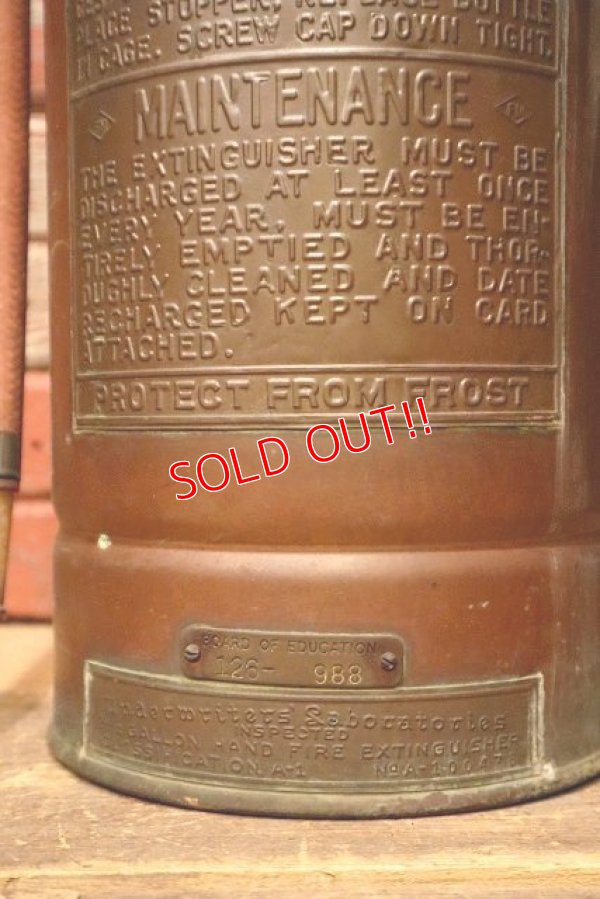 PLACE STOPPER, REPLACE BOTTLE
IN CAGE. SCREW CAP DOWN TIGHT.
MAINTENANCE
THE EXTINGUISHER MUST BE
DISCHARGED AT LEAST ONCE
EVERY YEAR, MUST BE EN-
TIRELY EMPTIED AND THOR-
OUGHLY CLEANED AND DATE
RECHARGED KEPT ON CARD
ATTACHED.
PROTECT FROM FROST
SOLD OUT!!
BOARD OF EDUCATION
126- 988
Underwriters' Laboratories
INSPECTED
GALLON HAND FIRE EXTINGUISHER
CLASSIFICATION A-1 No A-100476